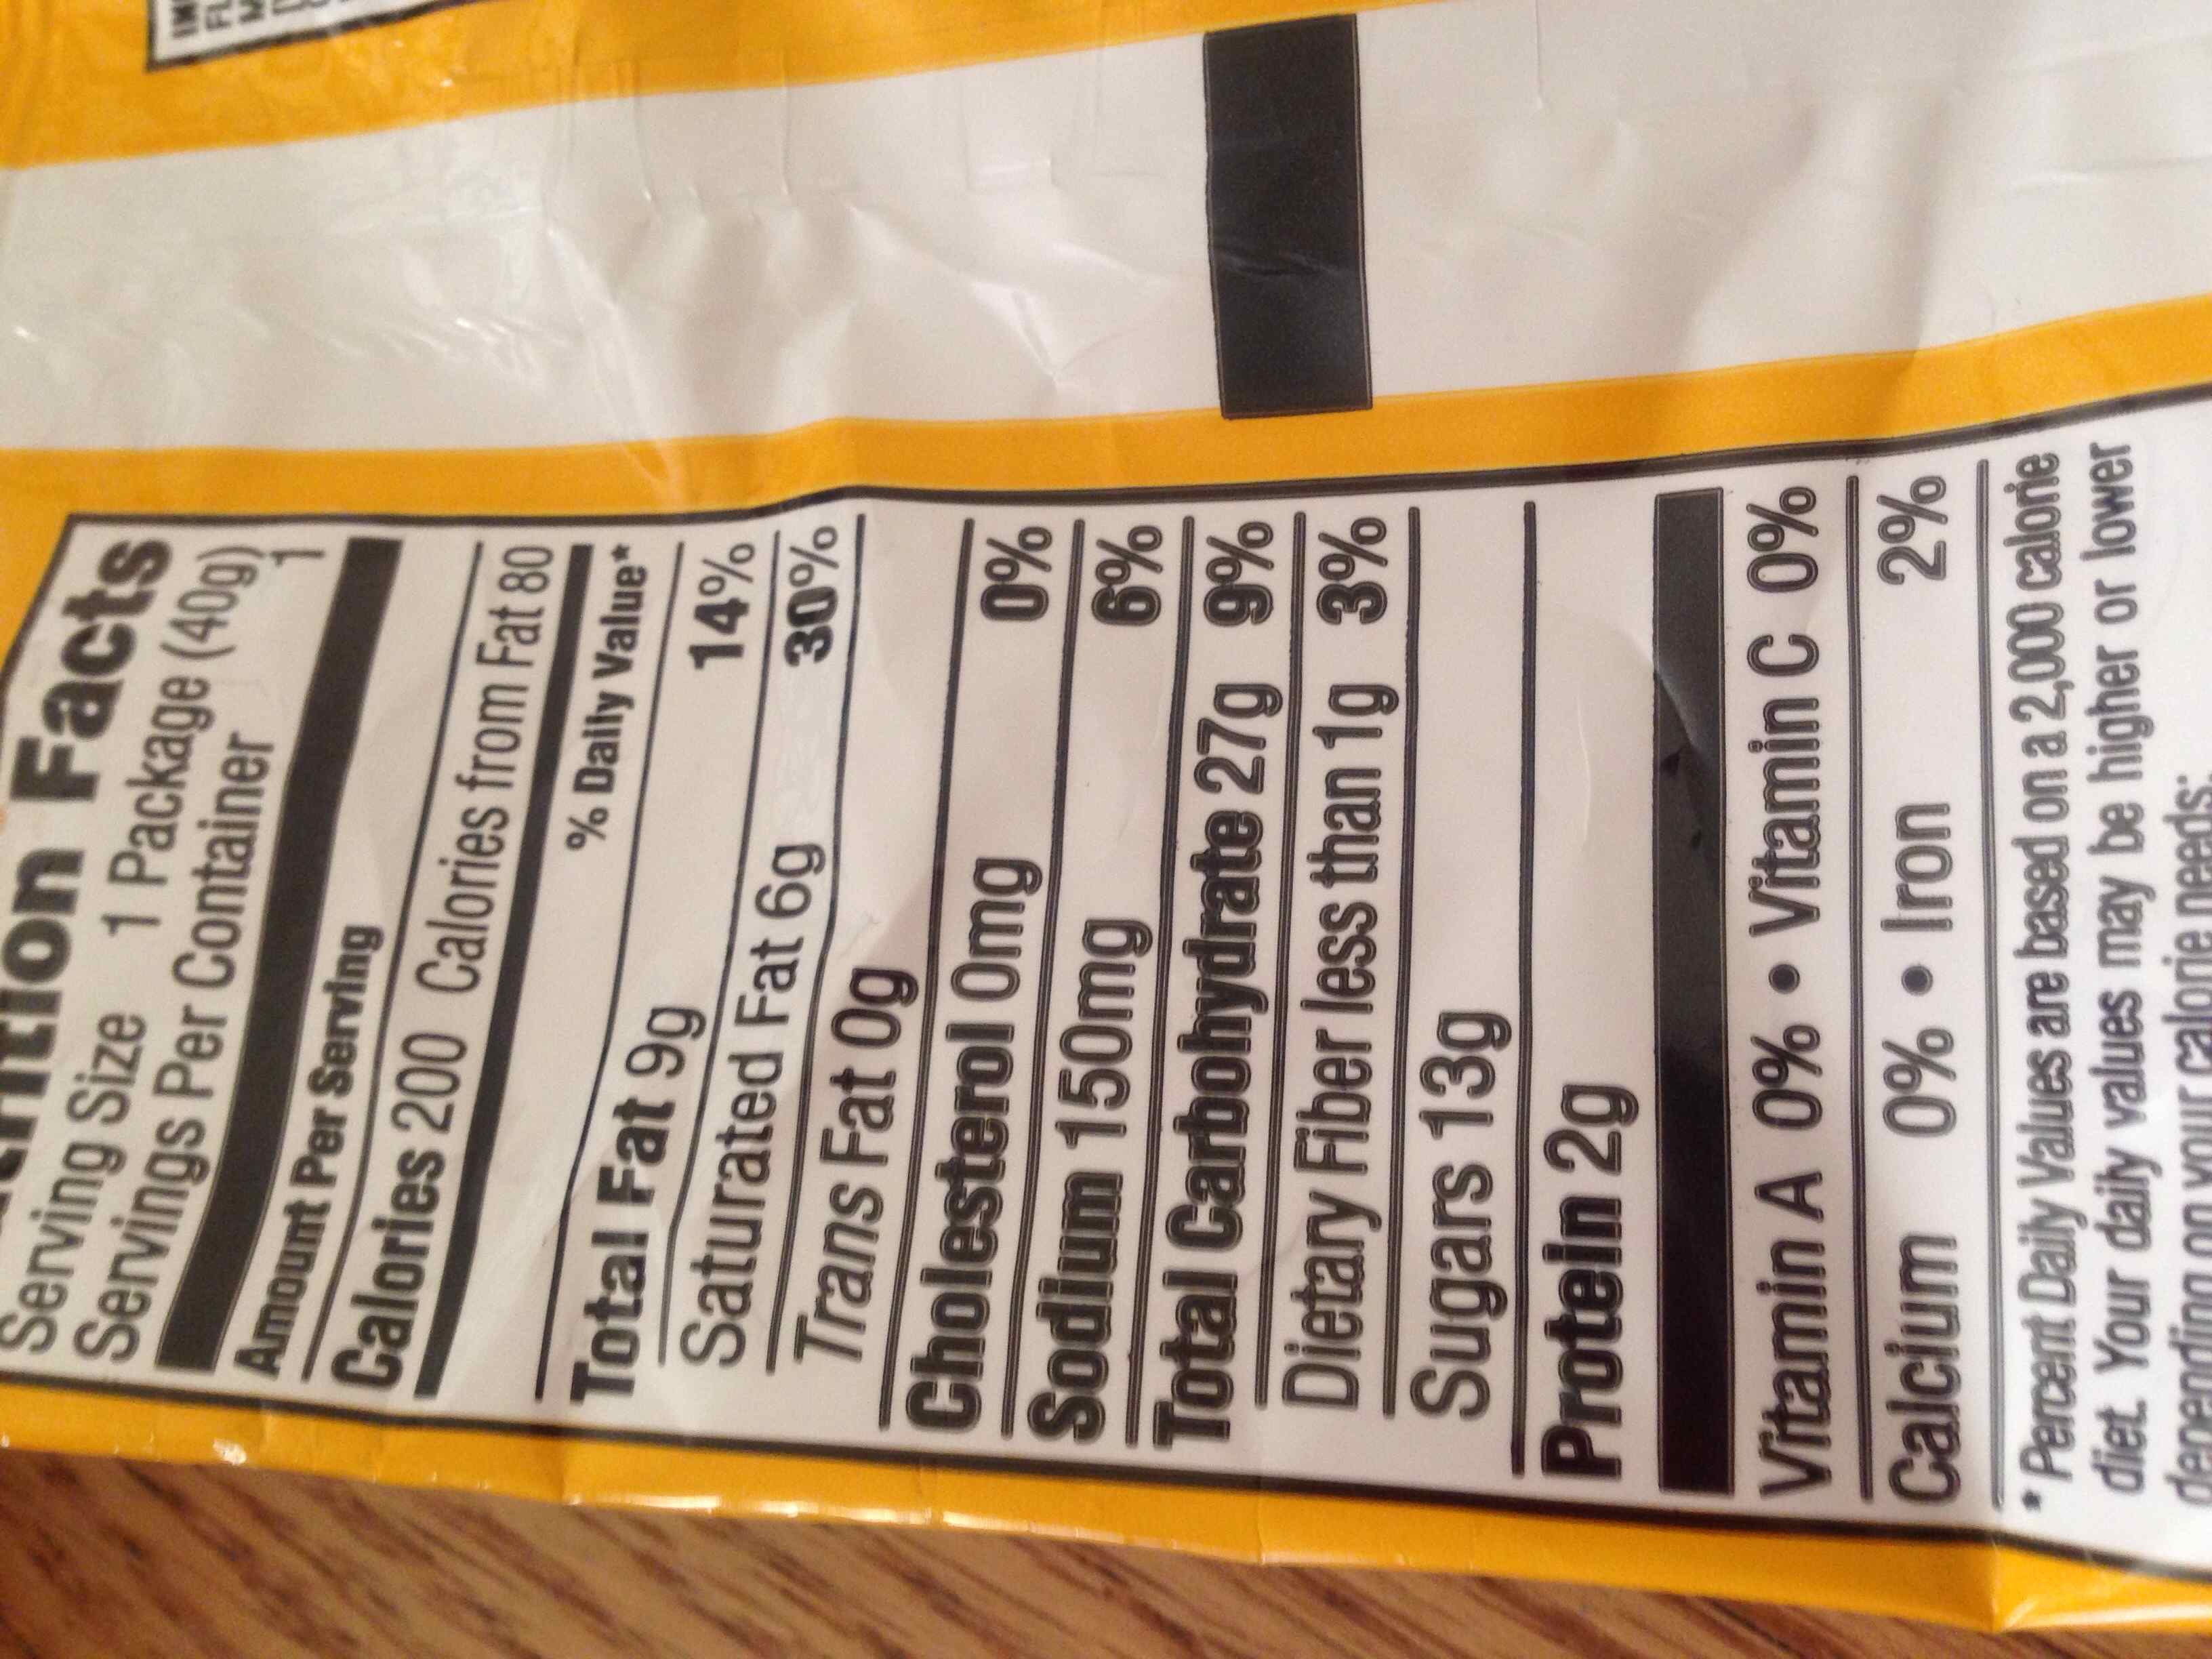 Nutrition Facts
Serving Size 1 Package (40g)
Servings Per Container 1
Amount Per Serving
Calories 200 Calories from Fat 80
% Daily Value*
Total Fat 9g 14%
Saturated Fat 6g 30%
Trans Fat 0g
Cholesterol 0mg 0%
Sodium 150mg 6%
Total Carbohydrate 27g 9%
Dietary Fiber less than 1g 3%
Sugars 13g
Protein 2g
Vitamin A 0% • Vitamin C 0%
Calcium 0% • Iron 2%
* Percent Daily Values are based on a 2,000 calorie
diet. Your daily values may be higher or lower
depending on your calorie needs: